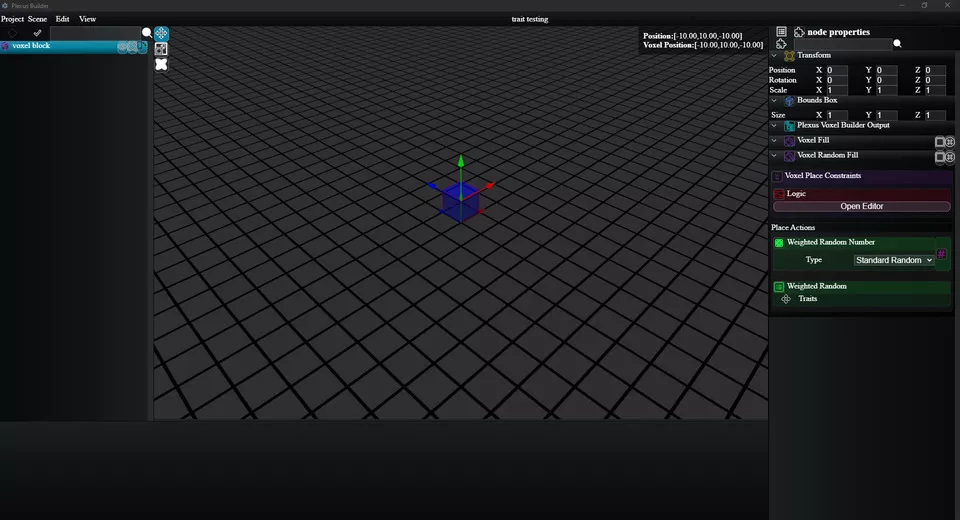 Plexus Builder
Project Scene Edit View
trait testing
voxel block
Position:[-10.00,10.00,-10.00]
Voxel Position:[-10.00,10.00,-10.00]
node properties
Transform
Position X 0 Y 0 Z 0
Rotation X 0 Y 0 Z 0
Scale X 1 Y 1 Z 1
Bounds Box
Size X 1 Y 1 Z 1
Plexus Voxel Builder Output
Voxel Fill
Voxel Random Fill
Voxel Place Constraints
Logic
Open Editor
Place Actions
Weighted Random Number
Type Standard Random
Weighted Random
Traits